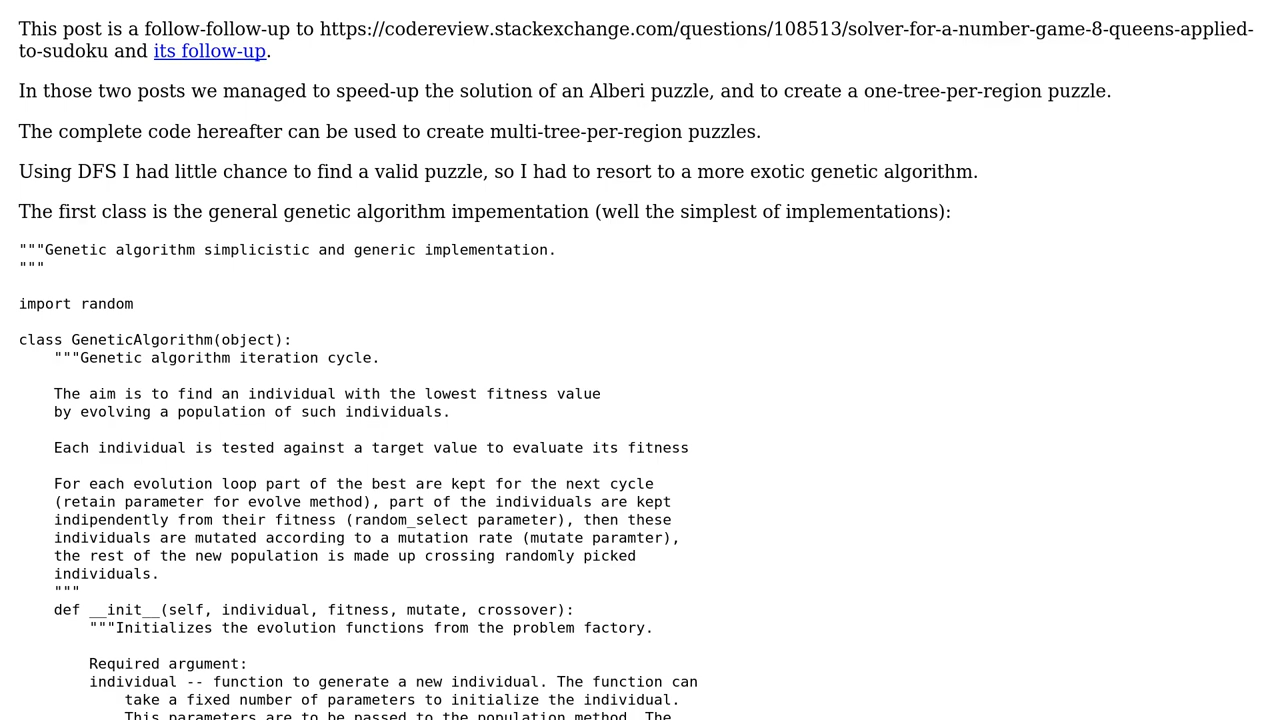 This post is a follow-follow-up to https://codereview.stackexchange.com/questions/108513/solver-for-a-number-game-8-queens-applied-
to-sudoku and its follow-up.
In those two posts we managed to speed-up the solution of an Alberi puzzle, and to create a one-tree-per-region puzzle.
The complete code hereafter can be used to create multi-tree-per-region puzzles.
Using DFS I had little chance to find a valid puzzle, so I had to resort to a more exotic genetic algorithm.
The first class is the general genetic algorithm impementation (well the simplest of implementations):
"""Genetic algorithm simplicistic and generic implementation.
"""
import random
class GeneticAlgorithm(object):
    """Genetic algorithm iteration cycle.
    The aim is to find an individual with the lowest fitness value
    by evolving a population of such individuals.
    Each individual is tested against a target value to evaluate its fitness
    For each evolution loop part of the best are kept for the next cycle
    (retain parameter for evolve method), part of the individuals are kept
    indipendently from their fitness (random_select parameter), then these
    individuals are mutated according to a mutation rate (mutate paramter),
    the rest of the new population is made up crossing randomly picked
    individuals.
    """
    def __init__(self, individual, fitness, mutate, crossover):
        """Initializes the evolution functions from the problem factory.
        Required argument:
        individual -- function to generate a new individual. The function can
            take a fixed number of parameters to initialize the individual.
            This parameters are to be passed to the population method. The